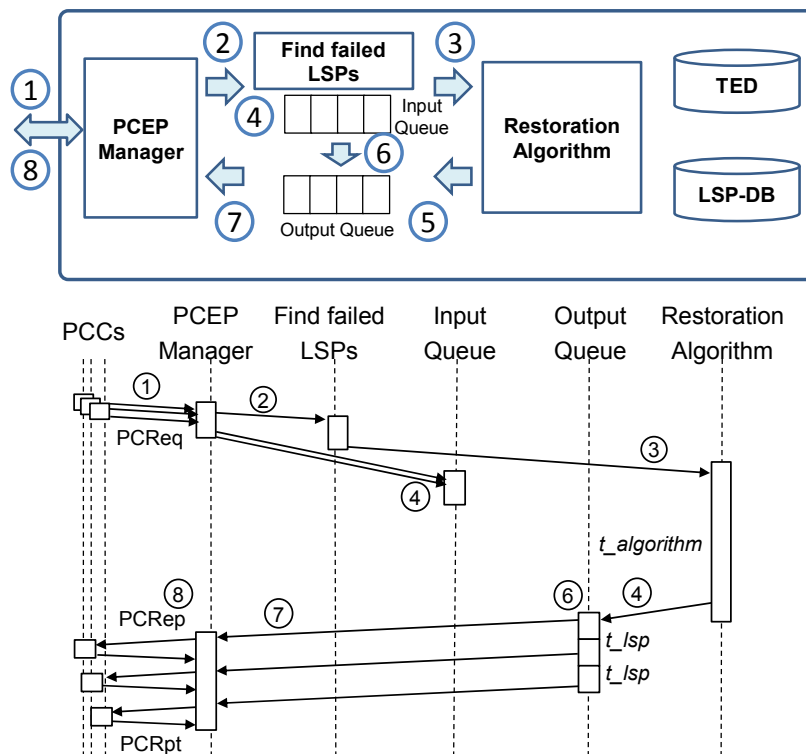 1
8
PCEP
Manager
2
Find failed
LSPs
4
Input
Queue
3
6
7
Output Queue
5
Restoration
Algorithm
TED
LSP-DB
PCCs
PCEP
Manager
Find failed
LSPs
Input
Queue
Output
Queue
Restoration
Algorithm
1
PCReq
2
3
4
t_algorithm
4
8
PCRep
7
6
t_lsp
t_lsp
PCRpt